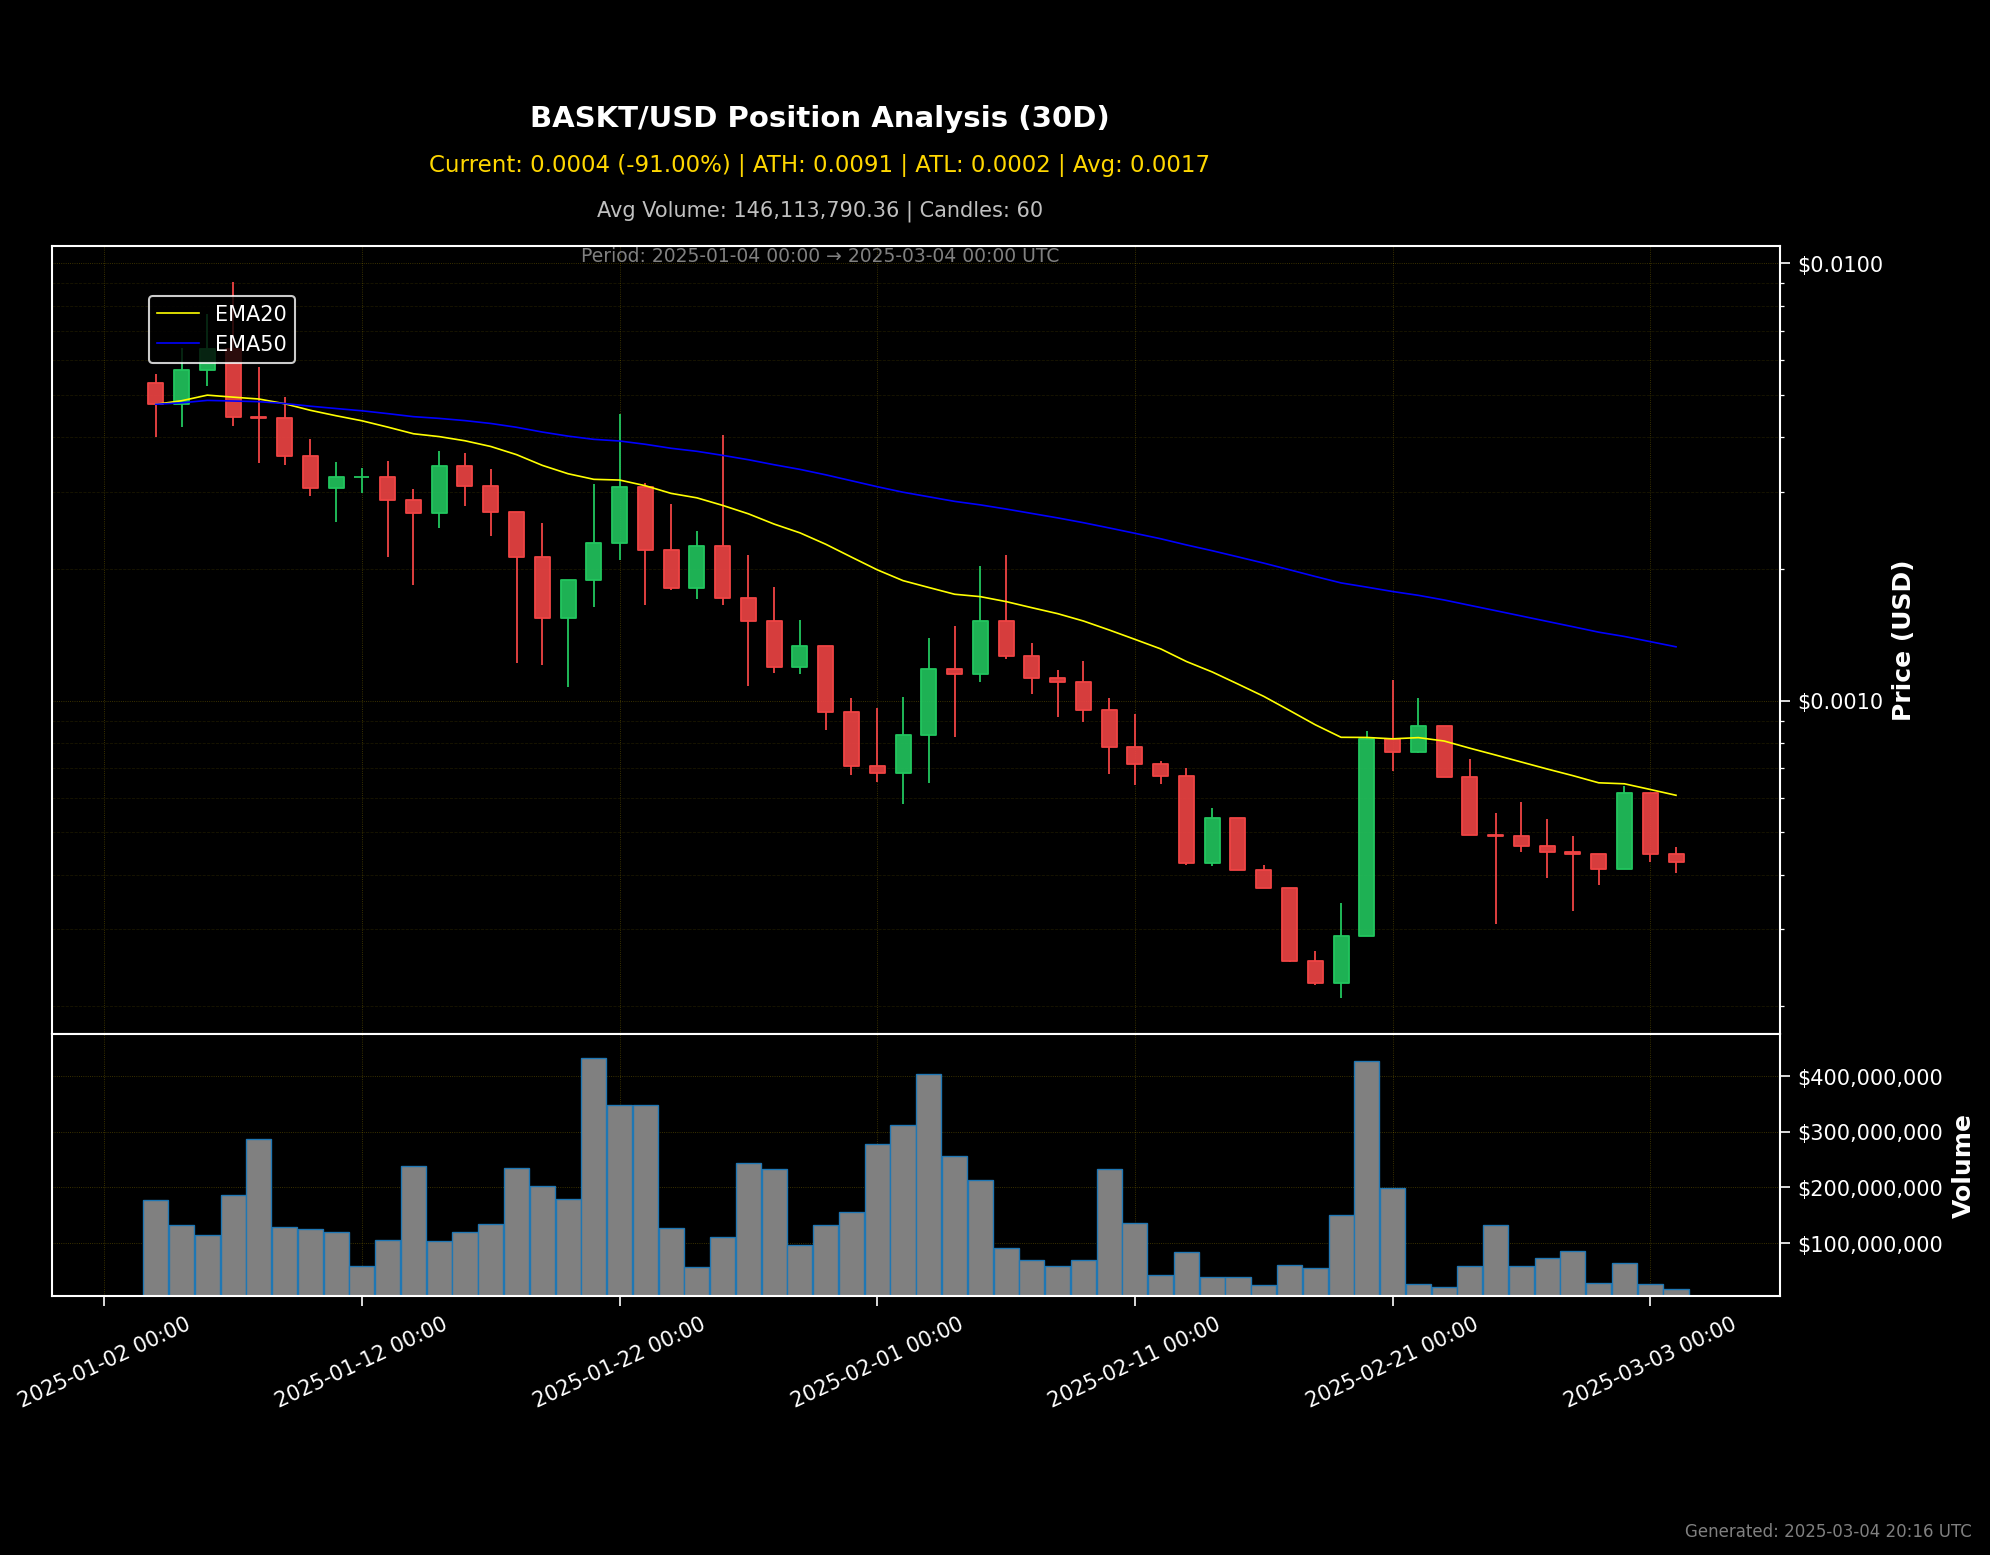 BASKT/USD Position Analysis (30D)
Current: 0.0004 (-91.00%) | ATH: 0.0091 | ATL: 0.0002 | Avg: 0.0017
Avg Volume: 146,113,790.36 | Candles: 60
Period: 2025-01-04 00:00 → 2025-03-04 00:00 UTC
EMA20
EMA50
$0.0100
$0.0010
Price (USD)
$400,000,000
$300,000,000
$200,000,000
$100,000,000
Volume
2025-01-02 00:00
2025-01-12 00:00
2025-01-22 00:00
2025-02-01 00:00
2025-02-11 00:00
2025-02-21 00:00
2025-03-03 00:00
Generated: 2025-03-04 20:16 UTC